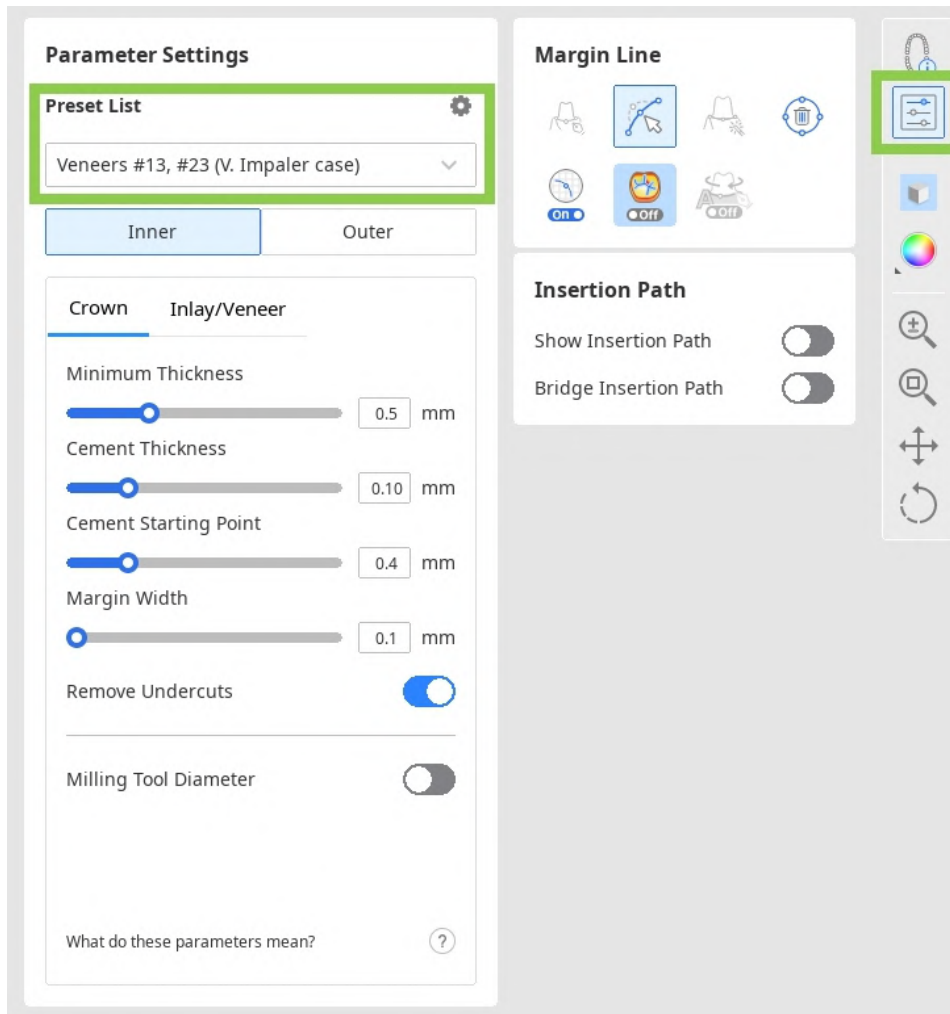 Parameter Settings
Preset List
Veneers #13, #23 (V. Impaler case)
Inner
Outer
Crown
Inlay/Veneer
Minimum Thickness
0.5 mm
Cement Thickness
0.10 mm
Cement Starting Point
0.4 mm
Margin Width
0.1 mm
Remove Undercuts
Milling Tool Diameter
What do these parameters mean?
?
Margin Line
On
Off
A
Off
Insertion Path
Show Insertion Path
Bridge Insertion Path